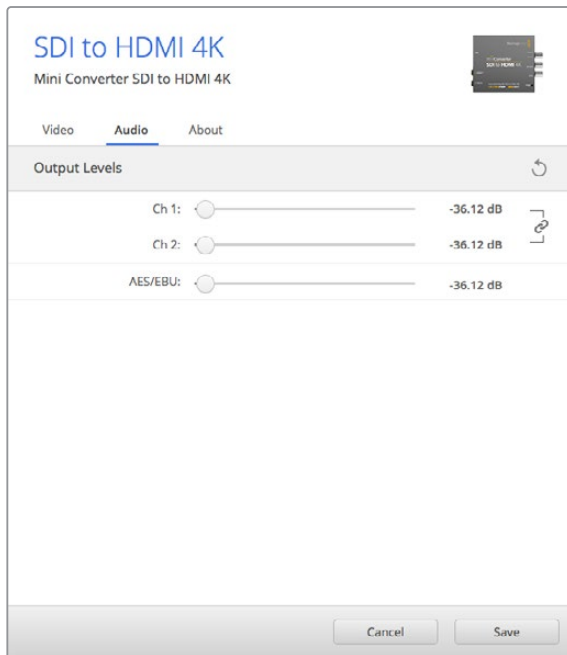 SDI to HDMI 4K
Mini Converter SDI to HDMI 4K
Video Audio About
Output Levels
Ch 1: -36.12 dB
Ch 2: -36.12 dB
AES/EBU: -36.12 dB
Cancel Save